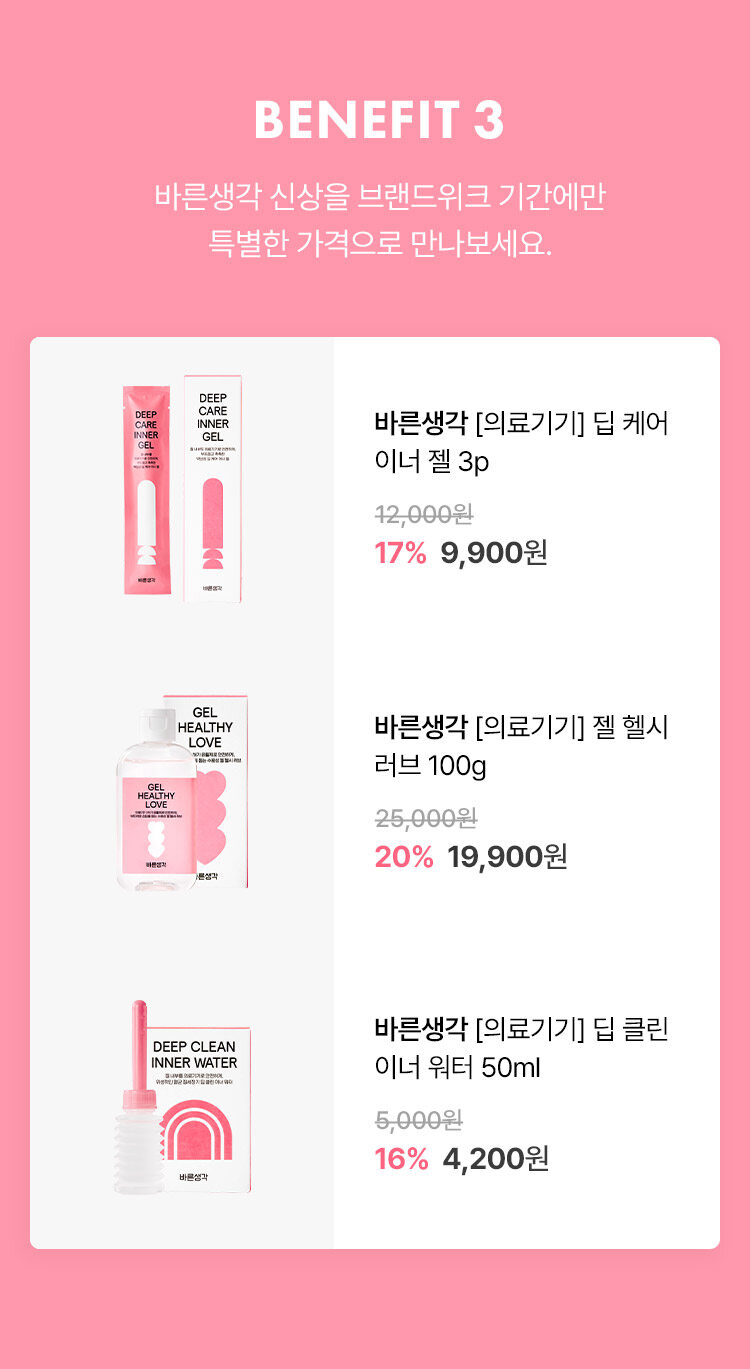 BENEFIT 3
바른생각 신상을 브랜드위크 기간에만
특별한 가격으로 만나보세요.
DEEP
CARE
INNER
GEL
바른생각
DEEP
CARE
INNER
GEL
바른생각
바른생각 [의료기기] 딥 케어
이너 젤 3p
12,000원
17% 9,900원
GEL
HEALTHY
LOVE
GEL
HEALTHY
LOVE
바른생각
바른생각 [의료기기] 젤 헬시
러브 100g
25,000원
20% 19,900원
DEEP CLEAN
INNER WATER
바른생각
바른생각 [의료기기] 딥 클린
이너 워터 50ml
5,000원
16% 4,200원